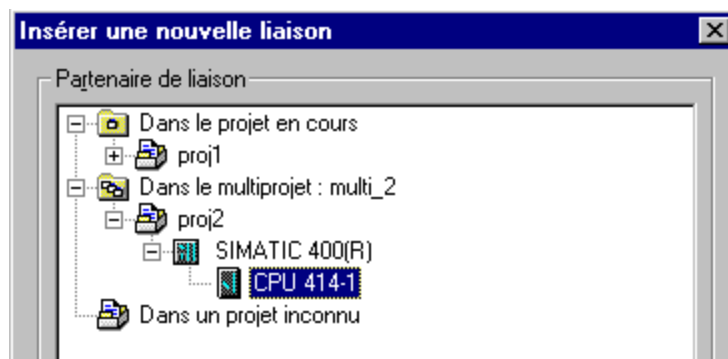 Insérer une nouvelle liaison
Partenaire de liaison
Dans le projet en cours
proj1
Dans le multiprojet : multi_2
proj2
SIMATIC 400(R)
CPU 414-1
Dans un projet inconnu